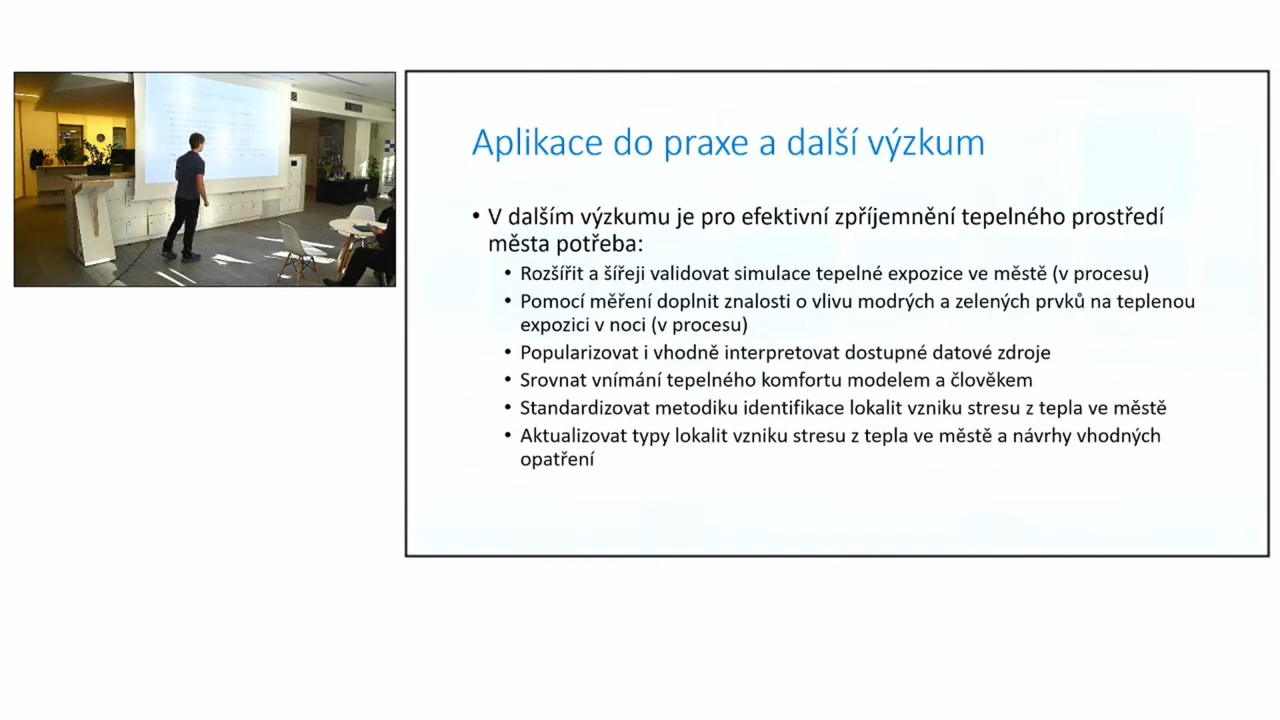 Aplikace do praxe a další výzkum
• V dalším výzkumu je pro efektivní zpříjemnění tepelného prostředí
města potřeba:
• Rozšířit a šířeji validovat simulace tepelné expozice ve městě (v procesu)
• Pomocí měření doplnit znalosti o vlivu modrých a zelených prvků na teplenou
expozici v noci (v procesu)
• Popularizovat i vhodně interpretovat dostupné datové zdroje
• Srovnat vnímání tepelného komfortu modelem a člověkem
• Standardizovat metodiku identifikace lokalit vzniku stresu z tepla ve městě
• Aktualizovat typy lokalit vzniku stresu z tepla ve městě a návrhy vhodných
opatření